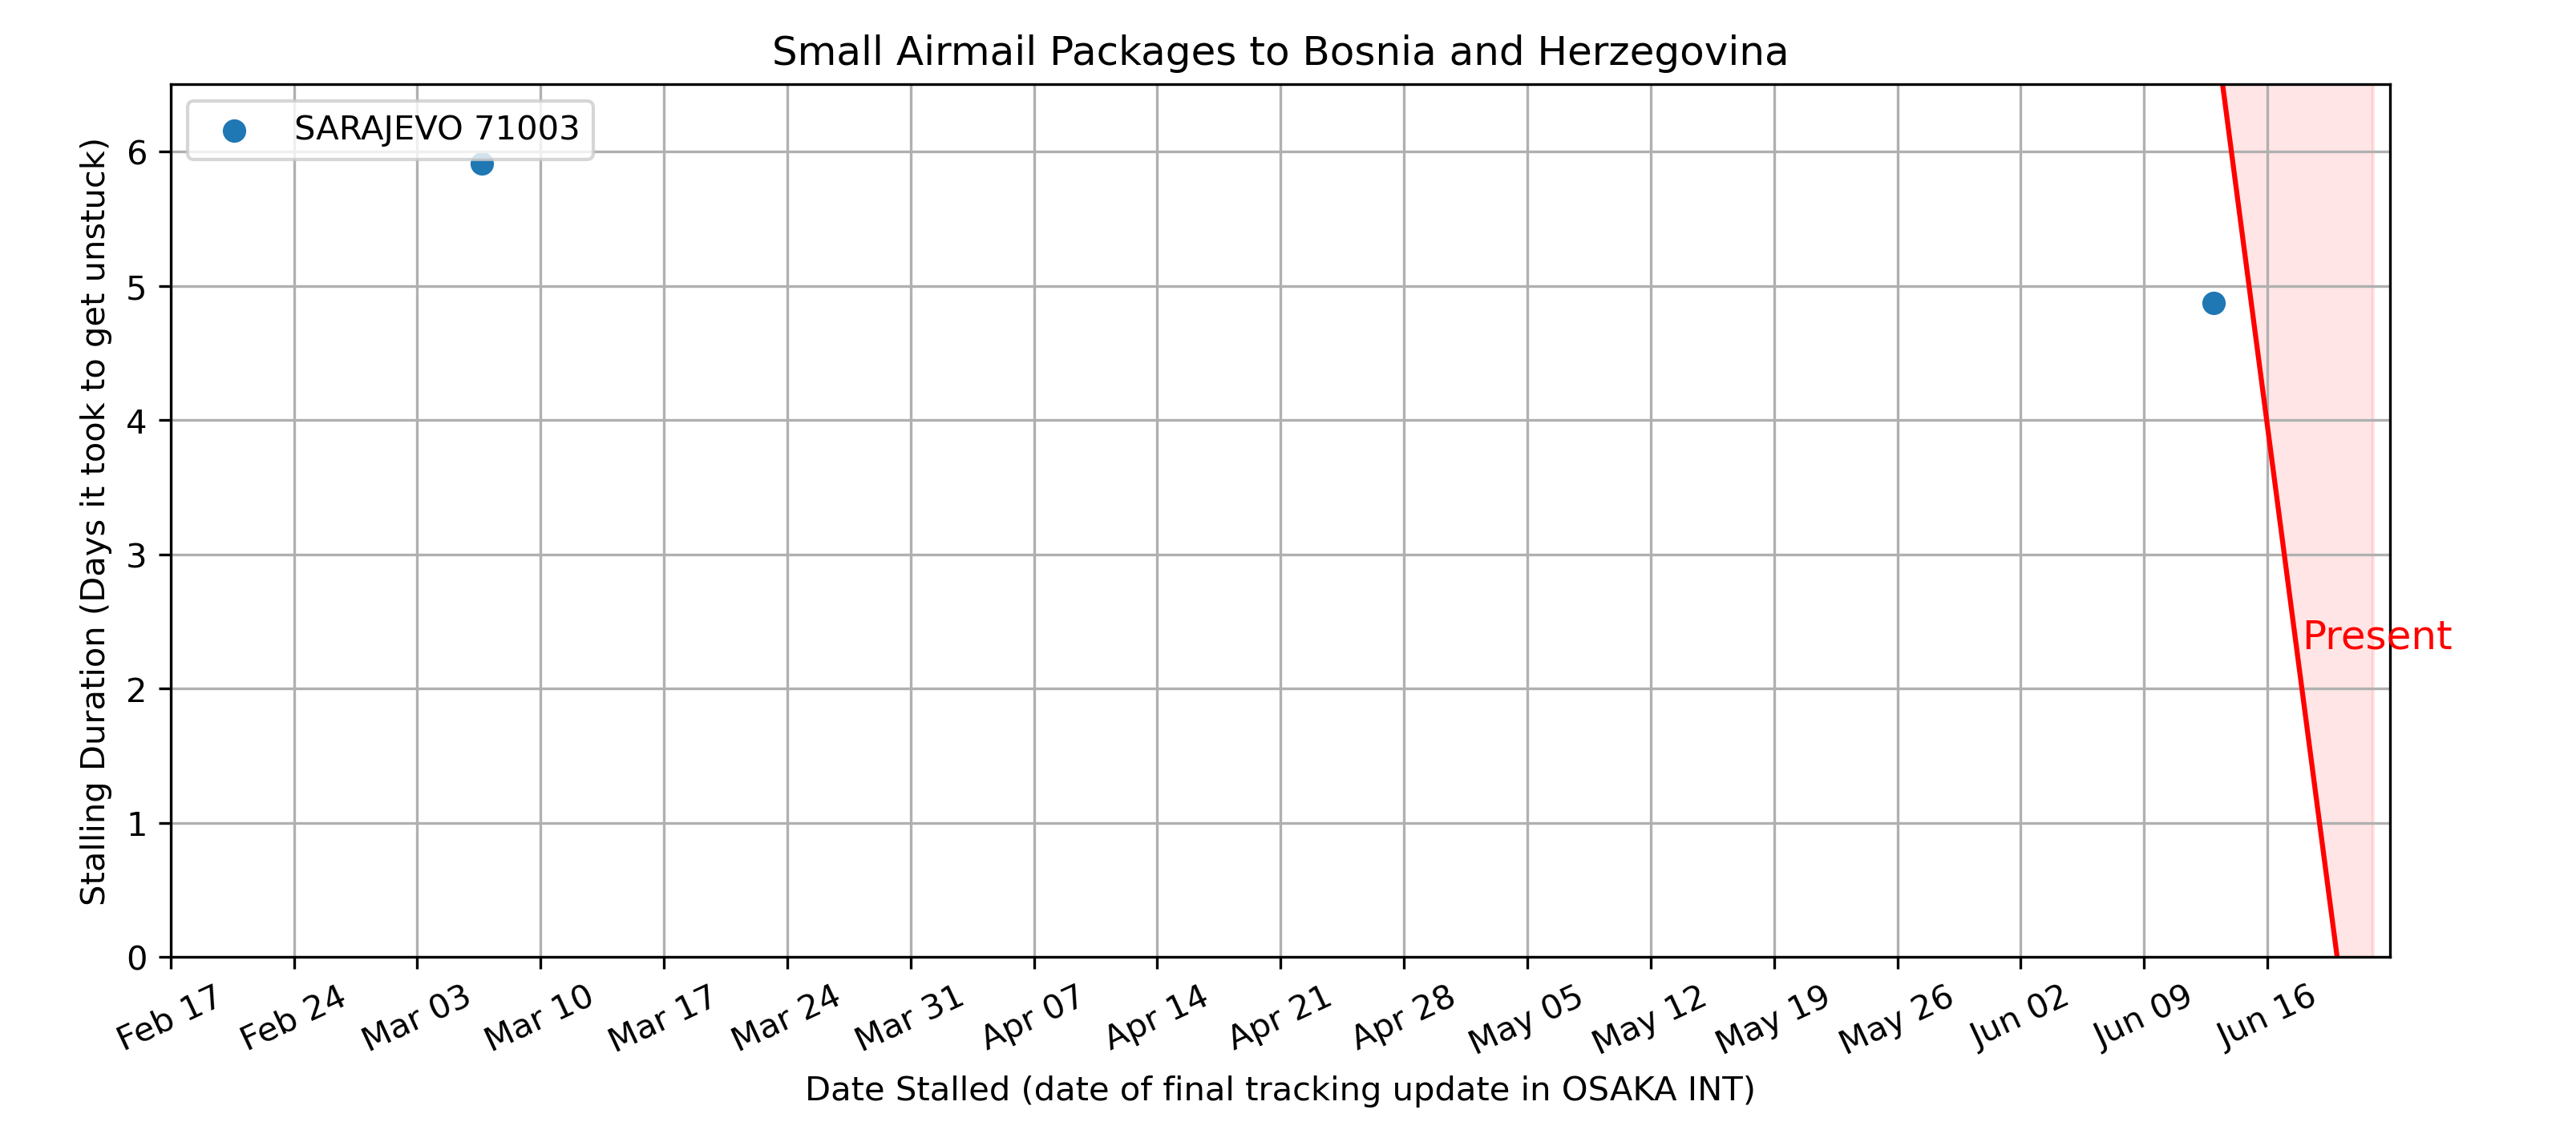 Small Airmail Packages to Bosnia and Herzegovina
SARAJEVO 71003
Stalling Duration (Days it took to get unstuck)
6
5
4
3
2
1
0
Present
Feb 17
Feb 24
Mar 03
Mar 10
Mar 17
Mar 24
Mar 31
Apr 07
Apr 14
Apr 21
Apr 28
May 05
May 12
May 19
May 26
Jun 02
Jun 09
Jun 16
Date Stalled (date of final tracking update in OSAKA INT)